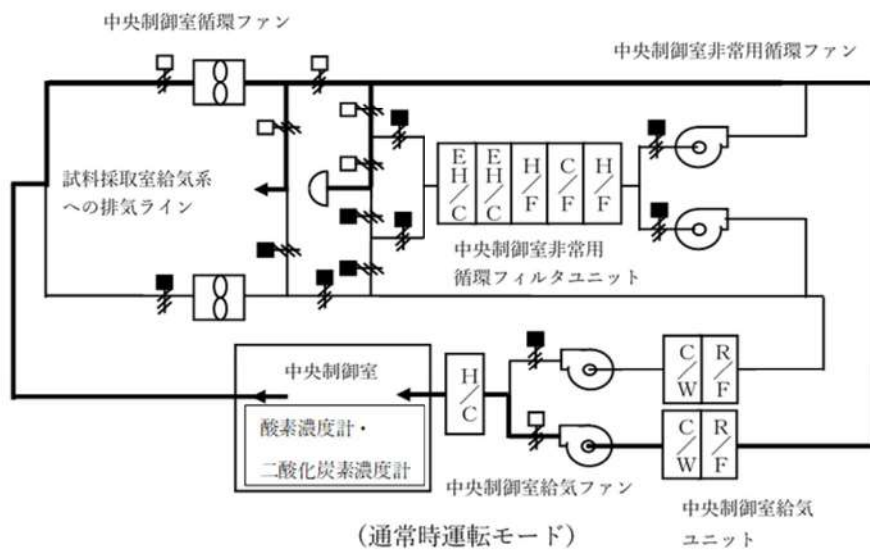 中央制御室循環ファン
中央制御室非常用循環ファン
試料採取室給気系
への排気ライン
EH/C
EH/C
H/F
C/F
H/F
中央制御室非常用
循環フィルタユニット
中央制御室
酸素濃度計・
二酸化炭素濃度計
H/C
C/W
R/F
C/W
R/F
中央制御室給気ファン
中央制御室給気
ユニット
(通常時運転モード)